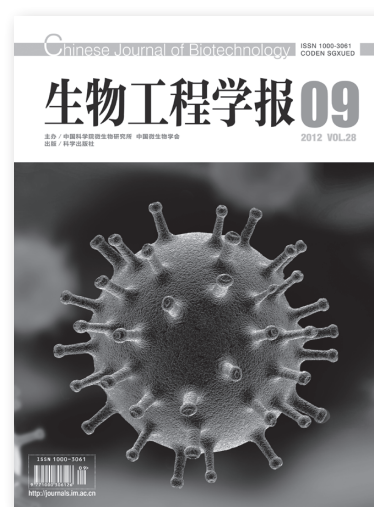 Chinese Journal of Biotechnology
ISSN 1000-3061
CODEN SGXUED
生物工程学报 09
主办 / 中国科学院微生物研究所 中国微生物学会
出版 / 科学出版社
2012 VOL.28
ISSN 1000-3061
09>
http://journals.im.ac.cn